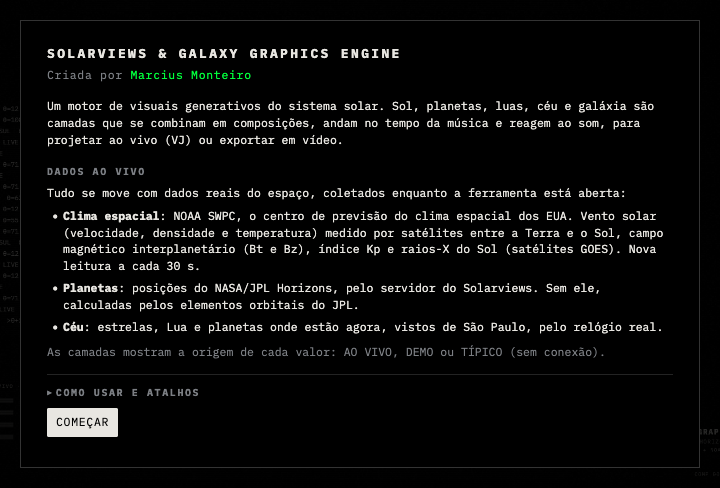 SOLARVIEWS & GALAXY GRAPHICS ENGINE
Criada por Marcius Monteiro
Um motor de visuais generativos do sistema solar. Sol, planetas, luas, céu e galáxia são
camadas que se combinam em composições, andam no tempo da música e reagem ao som, para
projetar ao vivo (VJ) ou exportar em vídeo.
DADOS AO VIVO
Tudo se move com dados reais do espaço, coletados enquanto a ferramenta está aberta:
• Clima espacial: NOAA SWPC, o centro de previsão do clima espacial dos EUA. Vento solar
(velocidade, densidade e temperatura) medido por satélites entre a Terra e o Sol, campo
magnético interplanetário (Bt e Bz), índice Kp e raios-X do Sol (satélites GOES). Nova
leitura a cada 30 s.
• Planetas: posições do NASA/JPL Horizons, pelo servidor do Solarviews. Sem ele,
calculadas pelos elementos orbitais do JPL.
• Céu: estrelas, Lua e planetas onde estão agora, vistos de São Paulo, pelo relógio real.
As camadas mostram a origem de cada valor: AO VIVO, DEMO ou TÍPICO (sem conexão).
▸ COMO USAR E ATALHOS
COMEÇAR